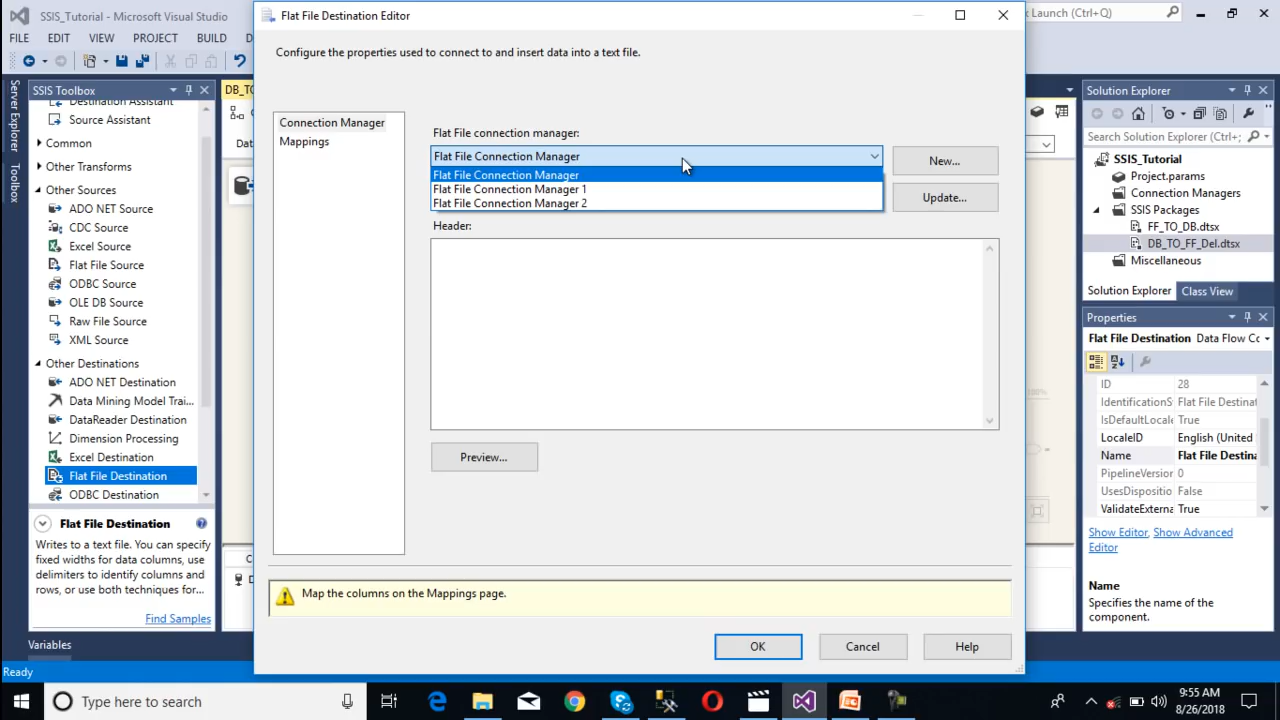 SSIS_Tutorial - Microsoft Visual Studio
Flat File Destination Editor
Launch (Ctrl+Q)
FILE EDIT VIEW PROJECT BUILD
Configure the properties used to connect to and insert data into a text file.
Server Explorer
Toolbox
SSIS Toolbox
Destination Assistant
Source Assistant
Common
Other Transforms
Other Sources
ADO NET Source
CDC Source
Excel Source
Flat File Source
ODBC Source
OLE DB Source
Raw File Source
XML Source
Other Destinations
ADO NET Destination
Data Mining Model Trai...
DataReader Destination
Dimension Processing
Excel Destination
Flat File Destination
ODBC Destination
Flat File Destination
Writes to a text file. You can specify
fixed widths for data columns, use
delimiters to identify columns and
rows, or use both techniques for...
Find Samples
Variables
Ready
Connection Manager
Mappings
Flat File connection manager:
Flat File Connection Manager
Flat File Connection Manager
Flat File Connection Manager 1
Flat File Connection Manager 2
New...
Update...
Header:
Preview...
Map the columns on the Mappings page.
OK Cancel Help
Solution Explorer
Search Solution Explorer (Ctrl+;
SSIS_Tutorial
Project.params
Connection Managers
SSIS Packages
FF_TO_DB.dtsx
DB_TO_FF_Del.dtsx
Miscellaneous
Solution Explorer Class View
Properties
Flat File Destination Data Flow Cc
ID 28
IdentificationS Flat File Destinat
IsDefaultLocale True
LocaleID English (United
Name Flat File Destina
PipelineVersior 0
UsesDispositio False
ValidateExterna True
Show Editor, Show Advanced
Editor
Name
Specifies the name of the
component.
Type here to search
9:55 AM
8/26/2018